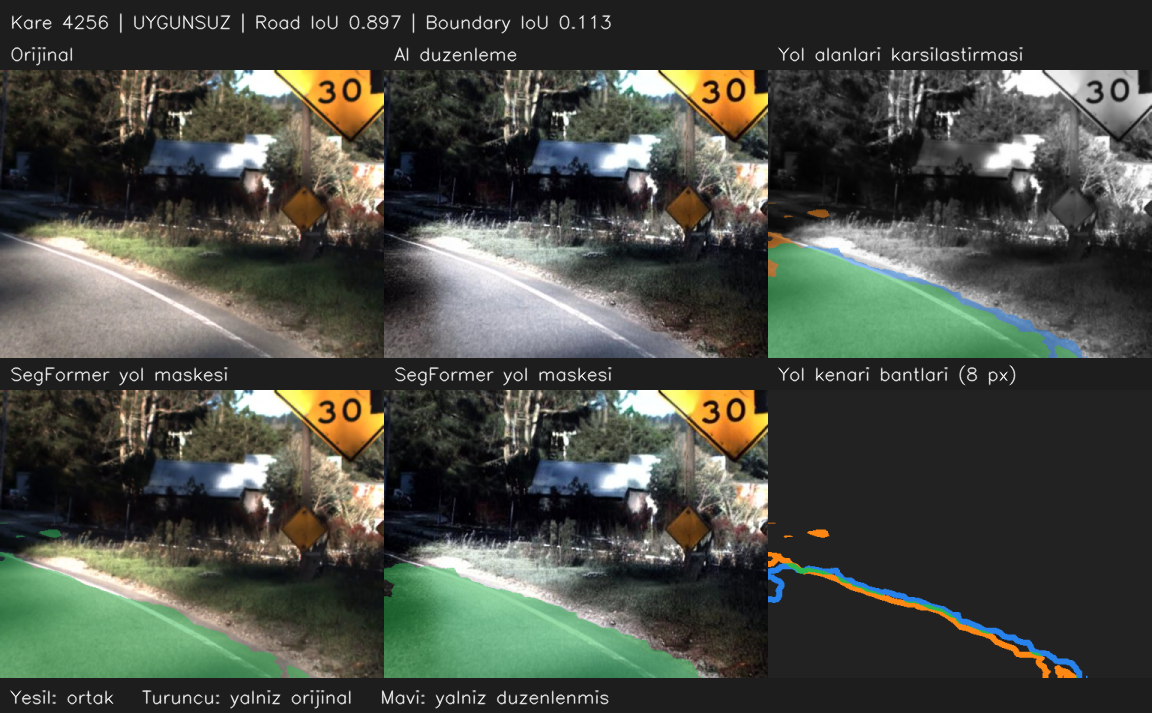 Kare 4256 | UYGUNSUZ | Road IoU 0.897 | Boundary IoU 0.113
Orijinal
AI duzenleme
Yol alanlari karsilastirmasi
30
30
30
SegFormer yol maskesi
SegFormer yol maskesi
Yol kenari bantlari (8 px)
30
30
Yesil: ortak
Turuncu: yalniz orijinal
Mavi: yalniz duzenlenmis